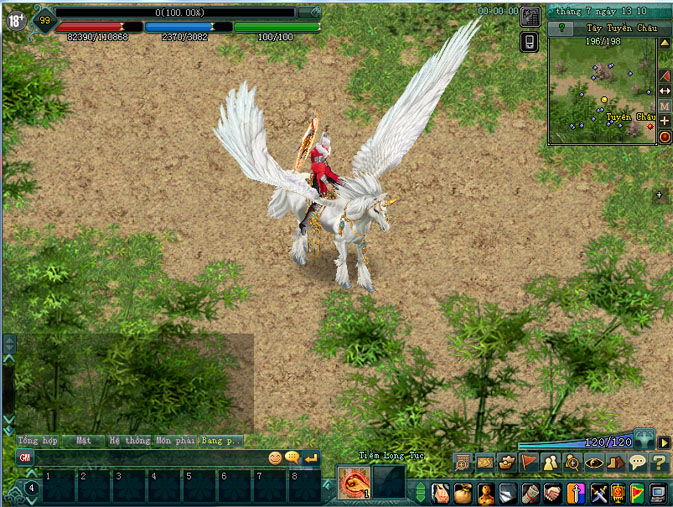 18+
99
0(100.00%)
82390/110868
2370/3082
100/100
00:00:00
tháng 7 ngày 13 10
?
Tây Tuyền Châu
196/198
M
Tuyền Châu
Tổng hợp
Mật
Hệ thống
Môn phái
Bang p..
GM
4
1 2 3 4 5 6 7 8
Tiềm Long Túc
1
120/120
?